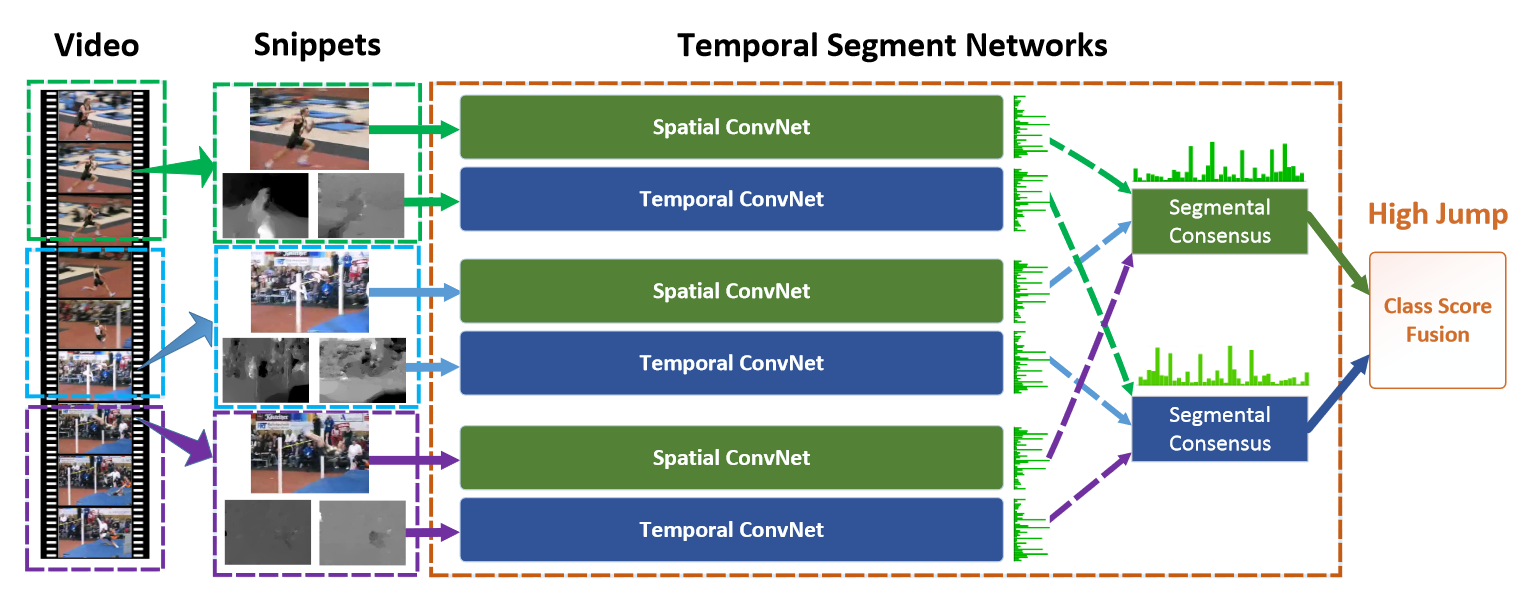 Video
Snippets
Temporal Segment Networks
Spatial ConvNet
Temporal ConvNet
Spatial ConvNet
Temporal ConvNet
Spatial ConvNet
Temporal ConvNet
Segmental
Consensus
Segmental
Consensus
High Jump
Class Score
Fusion